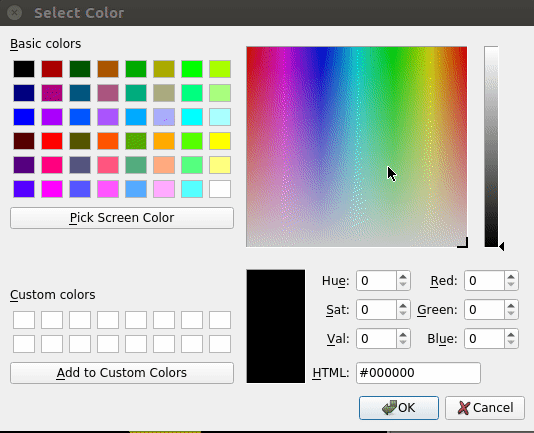 Select Color
Basic colors
Pick Screen Color
Custom colors
Add to Custom Colors
Hue: 0 Red: 0
Sat: 0 Green: 0
Val: 0 Blue: 0
HTML: #000000
OK Cancel